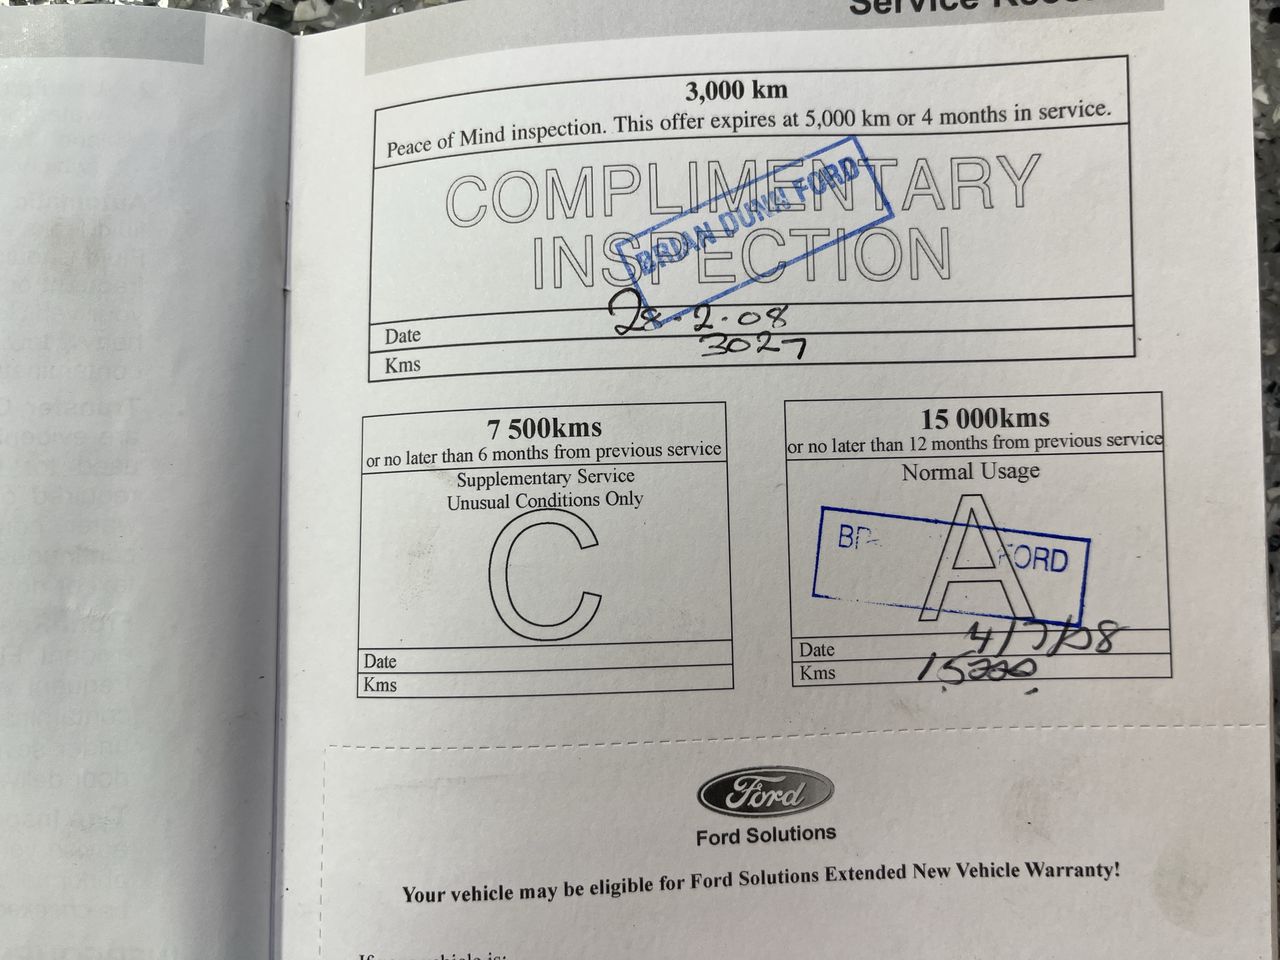 3,000 km
Peace of Mind inspection. This offer expires at 5,000 km or 4 months in service.
COMPLIMENTARY
INSPECTION
BRIAN DUNN FORD
Date 28-2-08
Kms 3027
7 500kms
or no later than 6 months from previous service
Supplementary Service
Unusual Conditions Only
C
Date
Kms
15 000kms
or no later than 12 months from previous service
Normal Usage
A
FORD
Date 4/7/08
Kms 15000
Ford
Ford Solutions
Your vehicle may be eligible for Ford Solutions Extended New Vehicle Warranty!